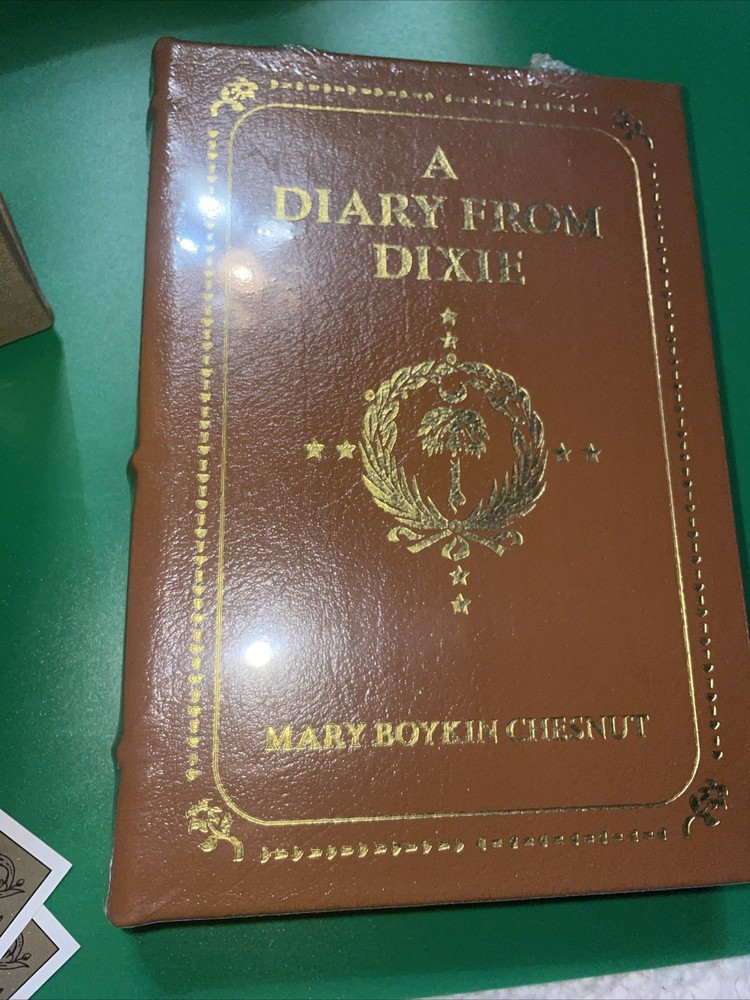 A
DIARY FROM
DIXIE
MARY BOYKIN CHESNUT